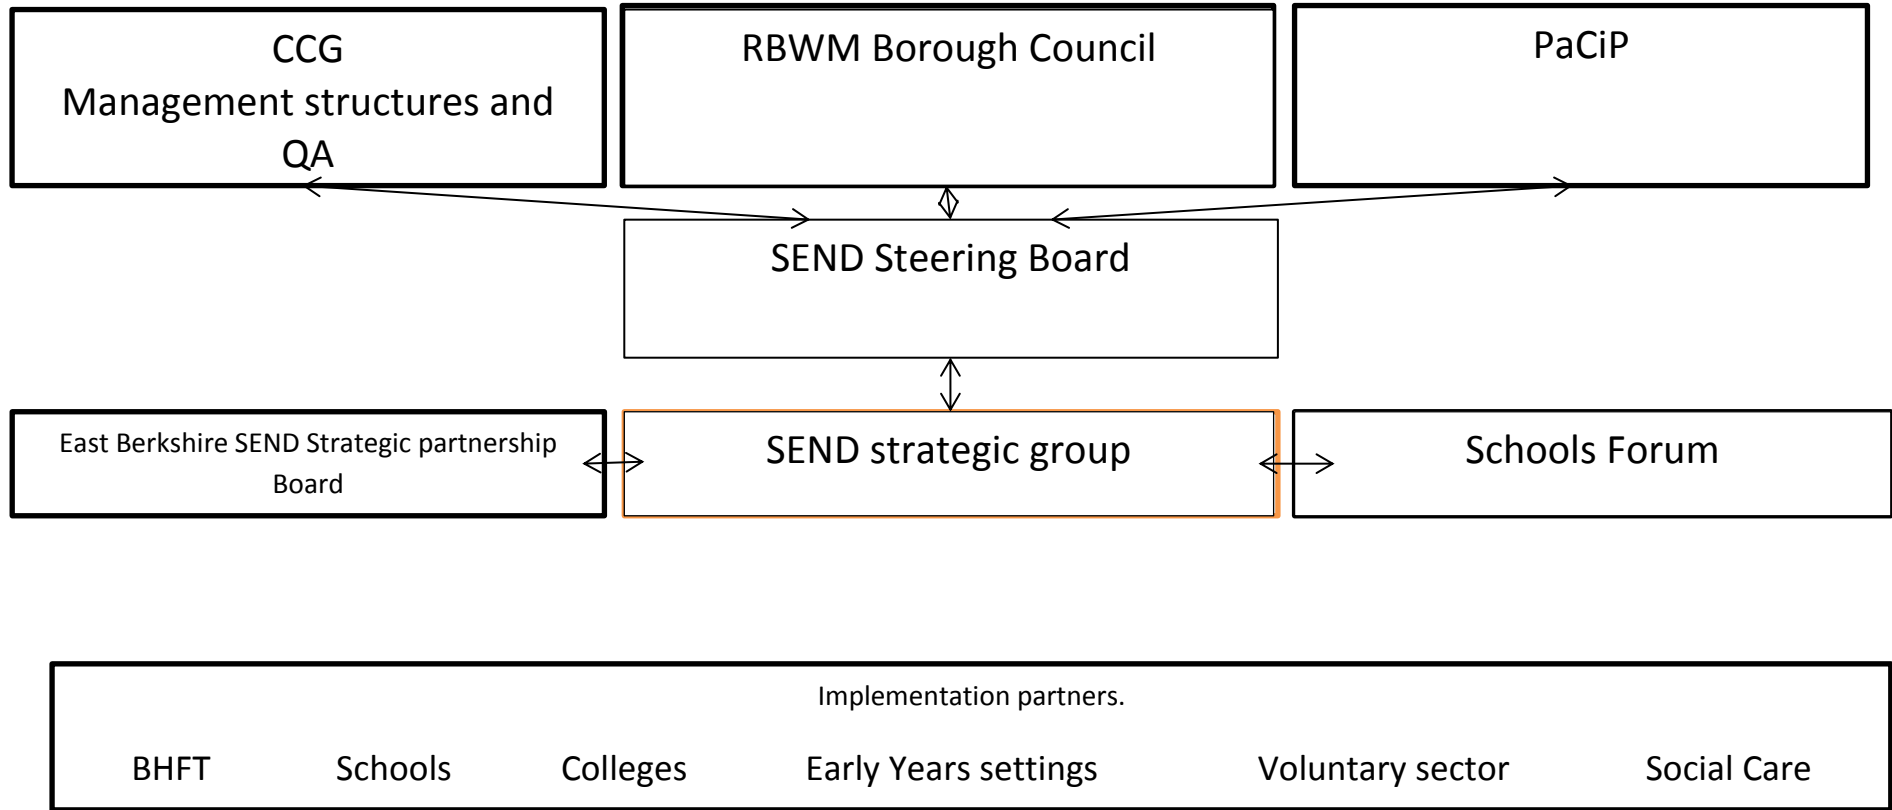 CCG
Management structures and
QA
RBWM Borough Council
PaCiP
SEND Steering Board
East Berkshire SEND Strategic partnership
Board
SEND strategic group
Schools Forum
Implementation partners.
BHFT Schools Colleges Early Years settings Voluntary sector Social Care